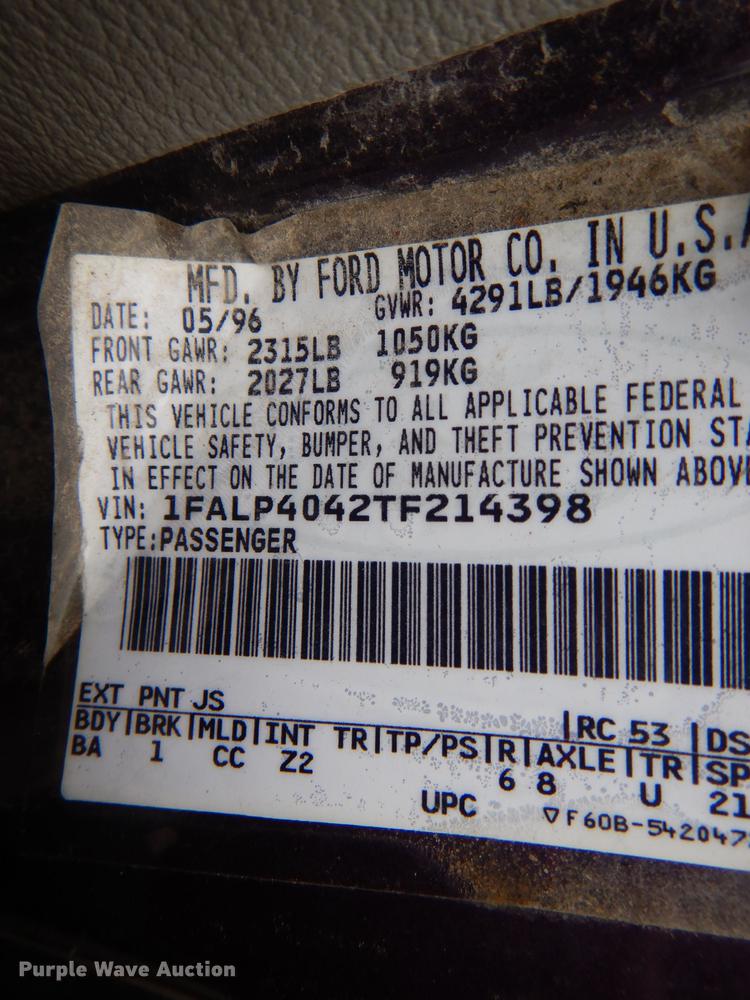 MFD. BY FORD MOTOR CO. IN U.S.A
DATE: 05/96 GVWR: 4291LB/1946KG
FRONT GAWR: 2315LB 1050KG
REAR GAWR: 2027LB 919KG
THIS VEHICLE CONFORMS TO ALL APPLICABLE FEDERAL
VEHICLE SAFETY, BUMPER, AND THEFT PREVENTION STA
IN EFFECT ON THE DATE OF MANUFACTURE SHOWN ABOVE
VIN: 1FALP4042TF214398
TYPE:PASSENGER
EXT PNT JS RC 53 DS
BDY BRK MLD INT TR TP/PS R AXLE TR SP
BA 1 CC Z2 6 8 U 21
UPC ▽F60B-5420472
Purple Wave Auction